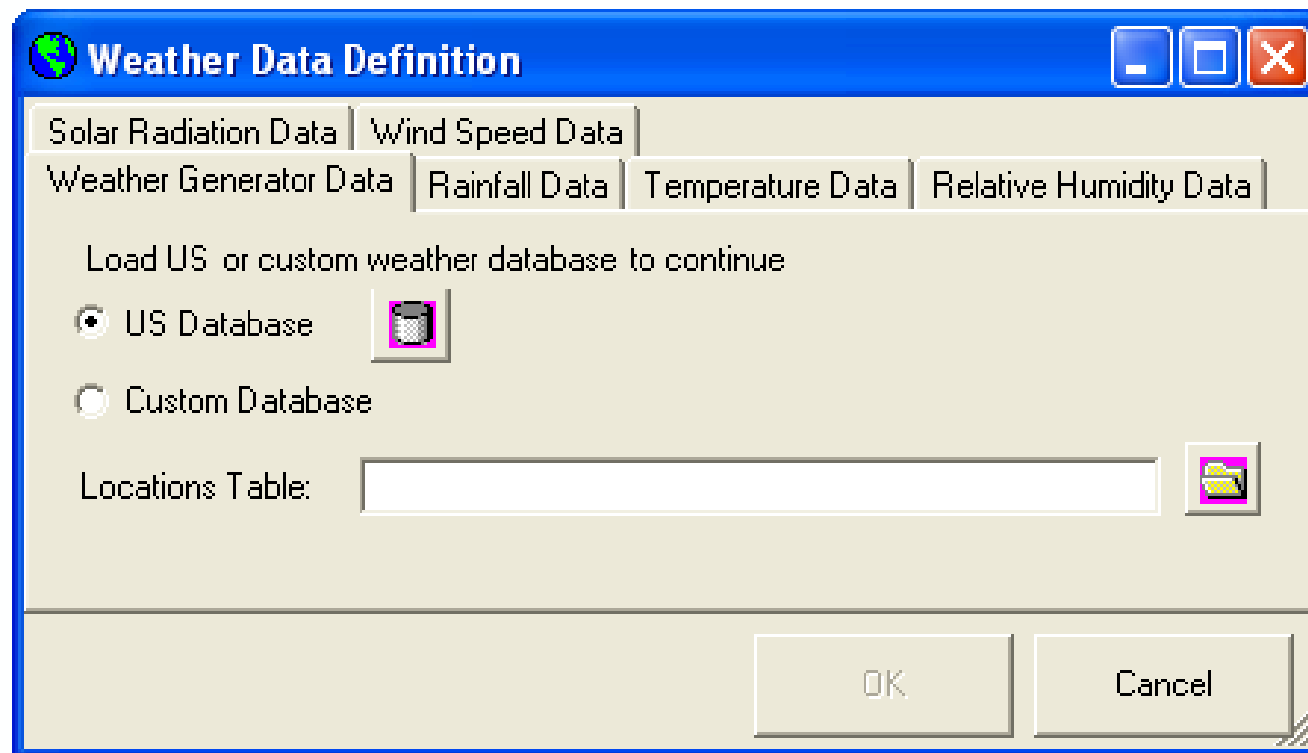 Weather Data Definition
Solar Radiation Data Wind Speed Data
Weather Generator Data Rainfall Data Temperature Data Relative Humidity Data
Load US or custom weather database to continue
US Database
Custom Database
Locations Table:
OK Cancel